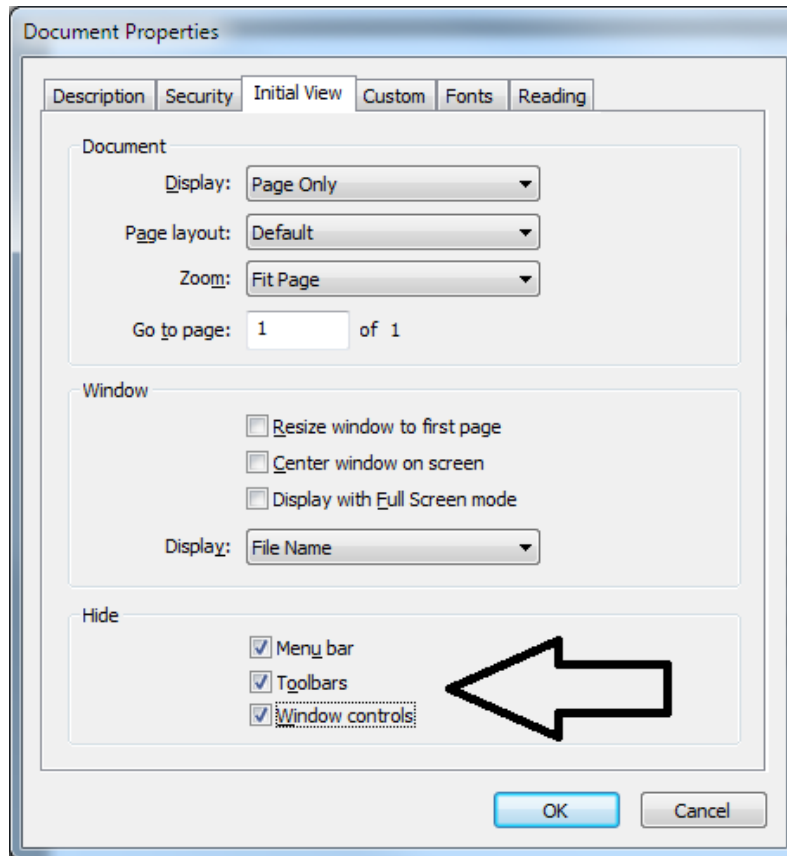 Document Properties
Description Security Initial View Custom Fonts Reading
Document
Display: Page Only
Page layout: Default
Zoom: Fit Page
Go to page: 1 of 1
Window
Resize window to first page
Center window on screen
Display with Full Screen mode
Display: File Name
Hide
Menu bar
Toolbars
Window controls
OK Cancel